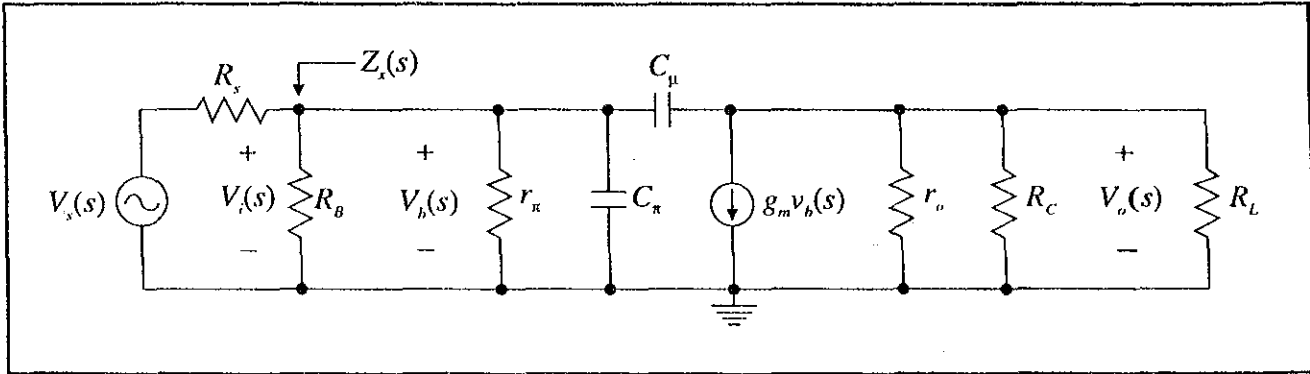 Z_x(s)
R_s
C_μ
+
+
+
V_s(s)
V_i(s)
R_B
V_b(s)
r_π
C_π
g_m v_b(s)
r_o
R_C
V_o(s)
R_L
−
−
−